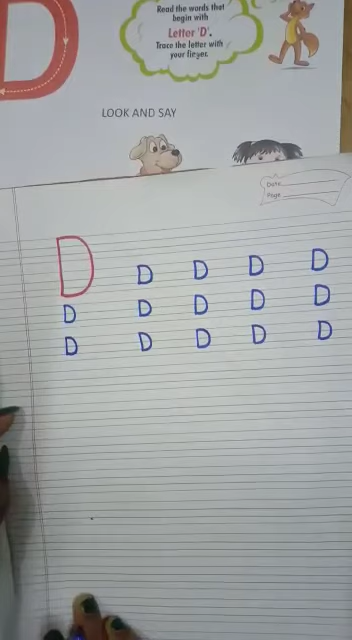 D
Read the words that
begin with
Letter 'D'.
Trace the letter with
your finger.
LOOK AND SAY
Date
Page
D D D D D
D D D D D
D D D D D